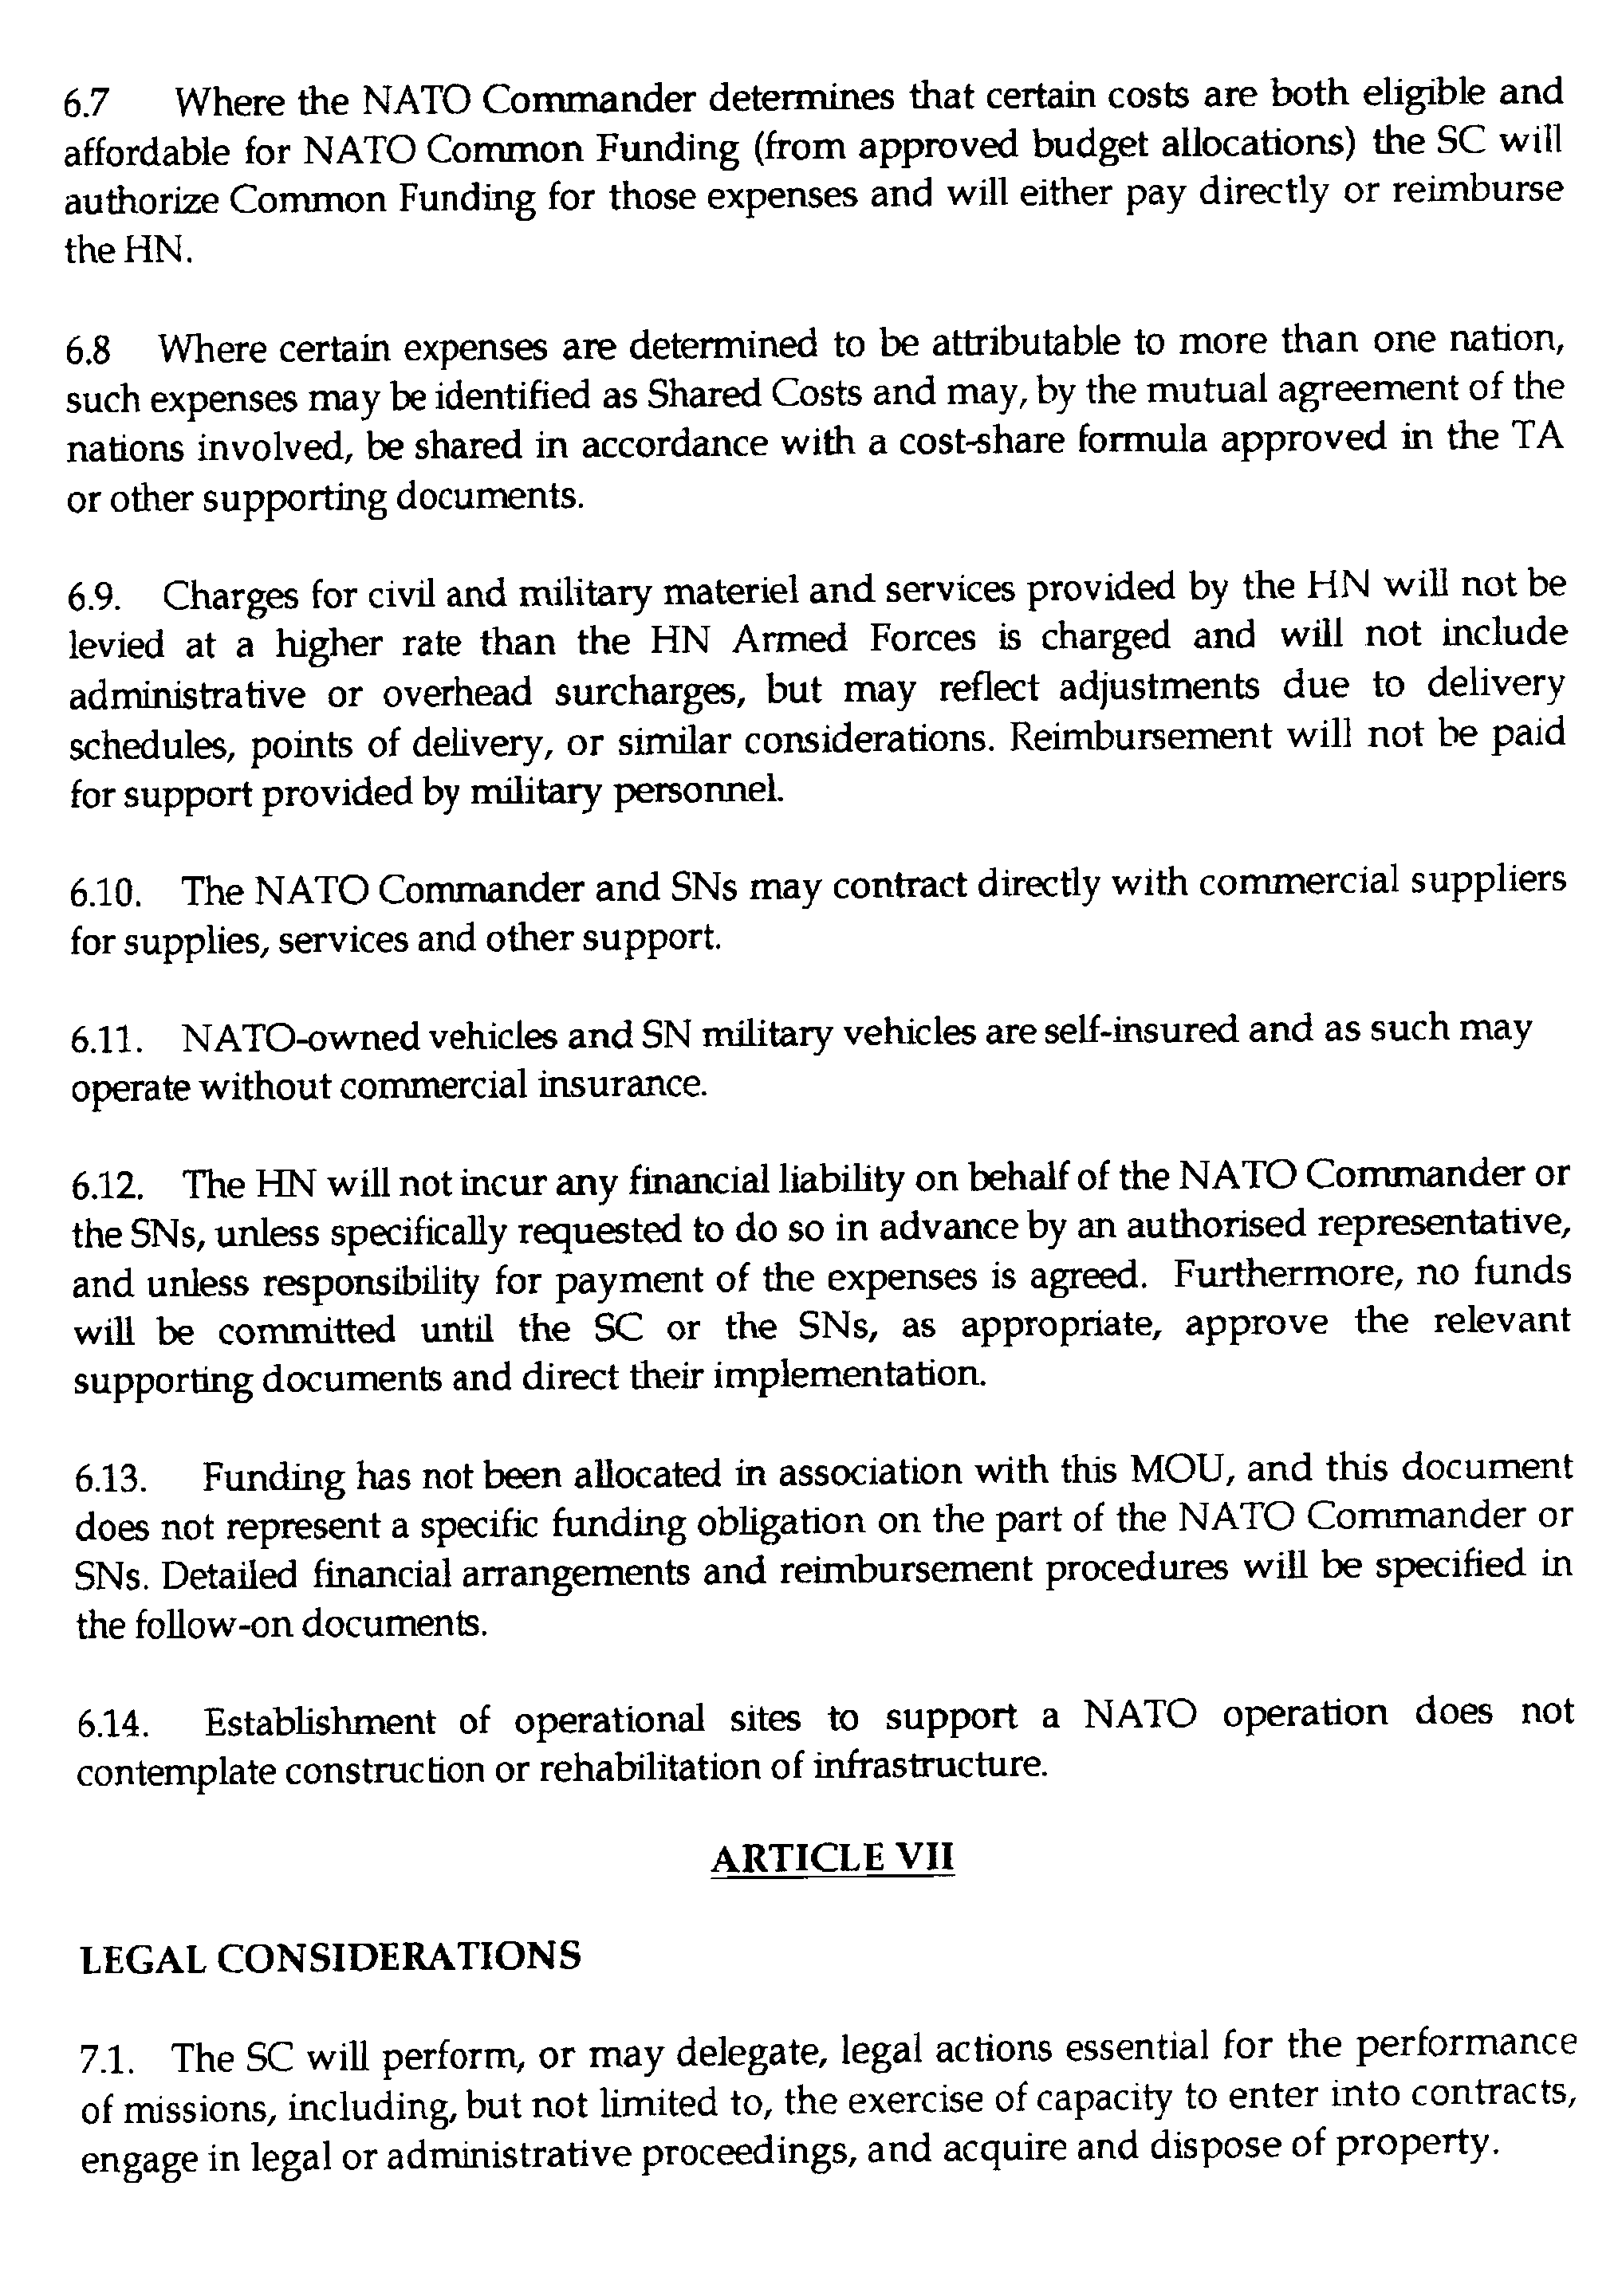 6.7 Where the NATO Commander determines that certain costs are both eligible and
affordable for NATO Common Funding (from approved budget allocations) the SC will
authorize Common Funding for those expenses and will either pay directly or reimburse
the HN.
6.8 Where certain expenses are determined to be attributable to more than one nation,
such expenses may be identified as Shared Costs and may, by the mutual agreement of the
nations involved, be shared in accordance with a cost-share formula approved in the TA
or other supporting documents.
6.9. Charges for civil and military materiel and services provided by the HN will not be
levied at a higher rate than the HN Armed Forces is charged and will not include
administrative or overhead surcharges, but may reflect adjustments due to delivery
schedules, points of delivery, or similar considerations. Reimbursement will not be paid
for support provided by military personnel.
6.10. The NATO Commander and SNs may contract directly with commercial suppliers
for supplies, services and other support.
6.11. NATO-owned vehicles and SN military vehicles are self-insured and as such may
operate without commercial insurance.
6.12. The HN will not incur any financial liability on behalf of the NATO Commander or
the SNs, unless specifically requested to do so in advance by an authorised representative,
and unless responsibility for payment of the expenses is agreed. Furthermore, no funds
will be committed until the SC or the SNs, as appropriate, approve the relevant
supporting documents and direct their implementation.
6.13. Funding has not been allocated in association with this MOU, and this document
does not represent a specific funding obligation on the part of the NATO Commander or
SNs. Detailed financial arrangements and reimbursement procedures will be specified in
the follow-on documents.
6.14. Establishment of operational sites to support a NATO operation does not
contemplate construction or rehabilitation of infrastructure.
ARTICLE VII
LEGAL CONSIDERATIONS
7.1. The SC will perform, or may delegate, legal actions essential for the performance
of missions, including, but not limited to, the exercise of capacity to enter into contracts,
engage in legal or administrative proceedings, and acquire and dispose of property.